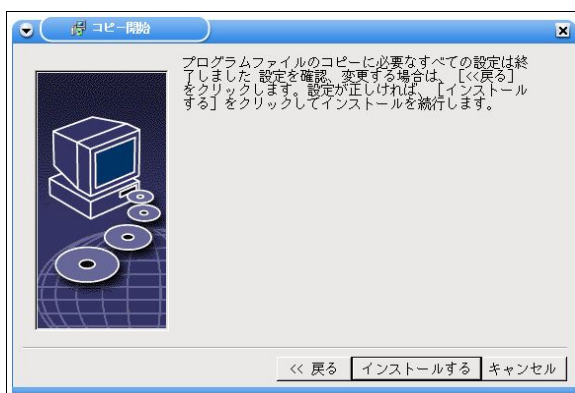 コピー開始
プログラムファイルのコピーに必要なすべての設定は終
了しました 設定を確認、変更する場合は、［<<戻る］
をクリックします。設定が正しければ、［インストール
する］をクリックしてインストールを続行します。
<< 戻る インストールする キャンセル